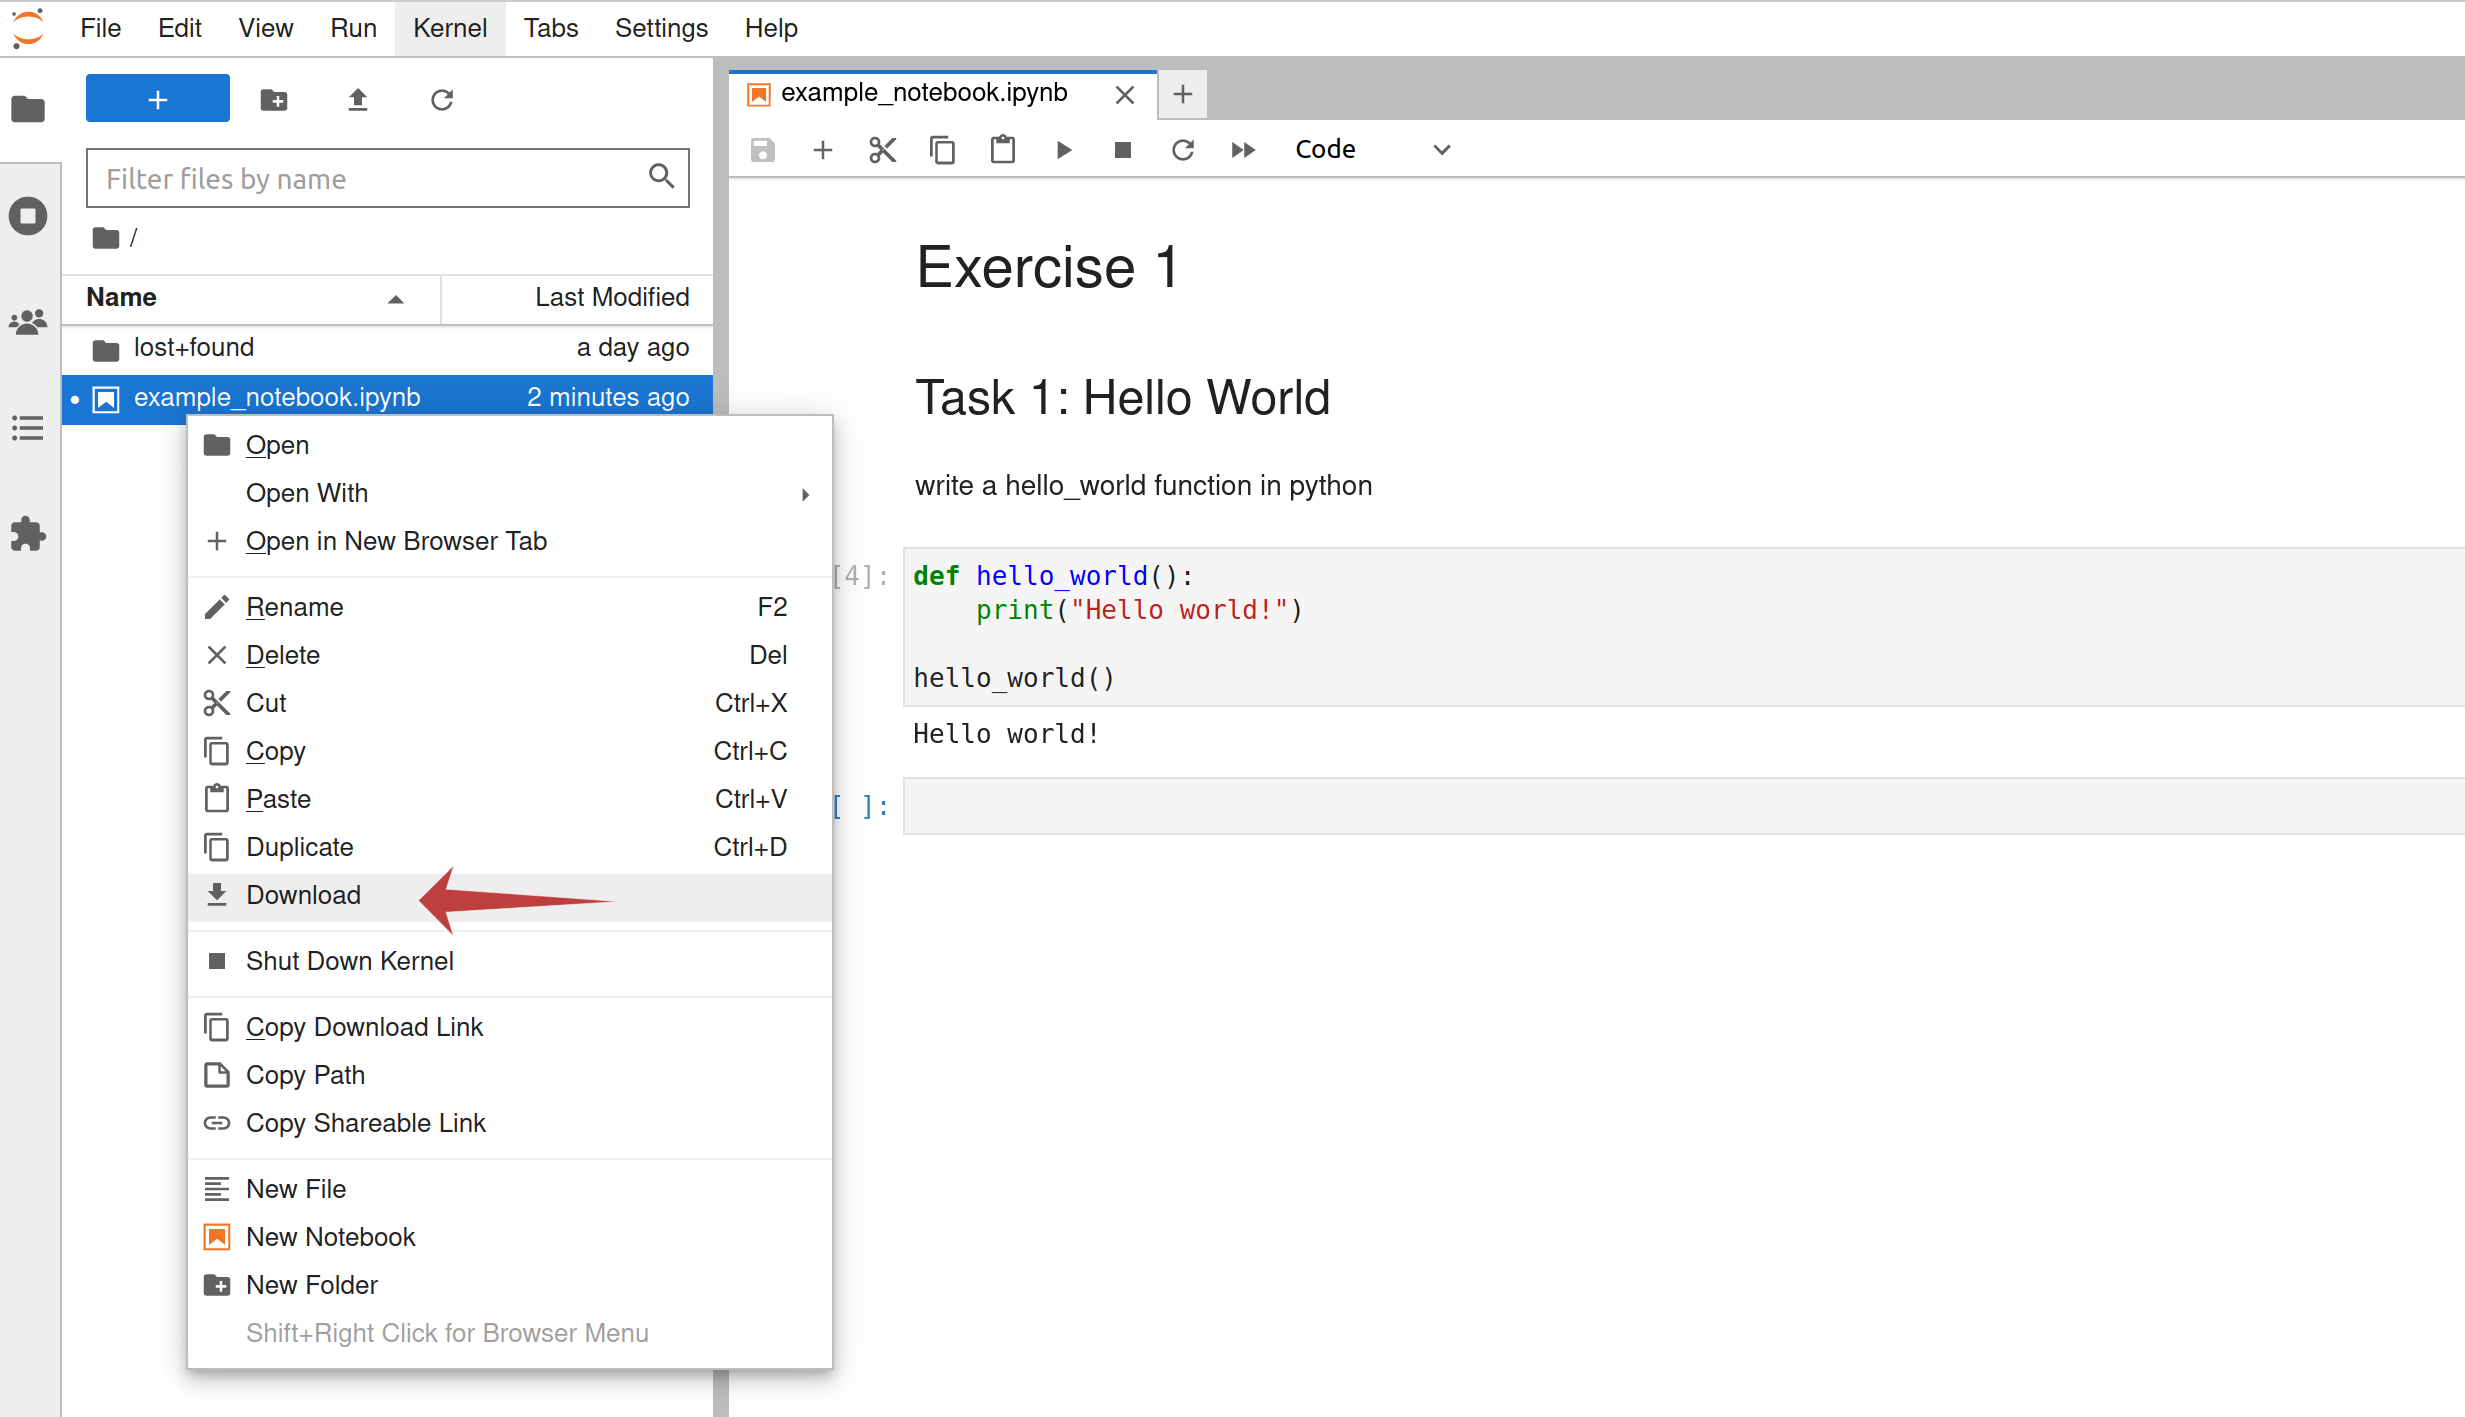 File Edit View Run Kernel Tabs Settings Help
Filter files by name
/
Name Last Modified
lost+found a day ago
example_notebook.ipynb 2 minutes ago
Open
Open With
Open in New Browser Tab
Rename F2
Delete Del
Cut Ctrl+X
Copy Ctrl+C
Paste Ctrl+V
Duplicate Ctrl+D
Download
Shut Down Kernel
Copy Download Link
Copy Path
Copy Shareable Link
New File
New Notebook
New Folder
Shift+Right Click for Browser Menu
example_notebook.ipynb
Code
Exercise 1
Task 1: Hello World
write a hello_world function in python
[4]: def hello_world():
    print("Hello world!")
hello_world()
Hello world!
[ ]: